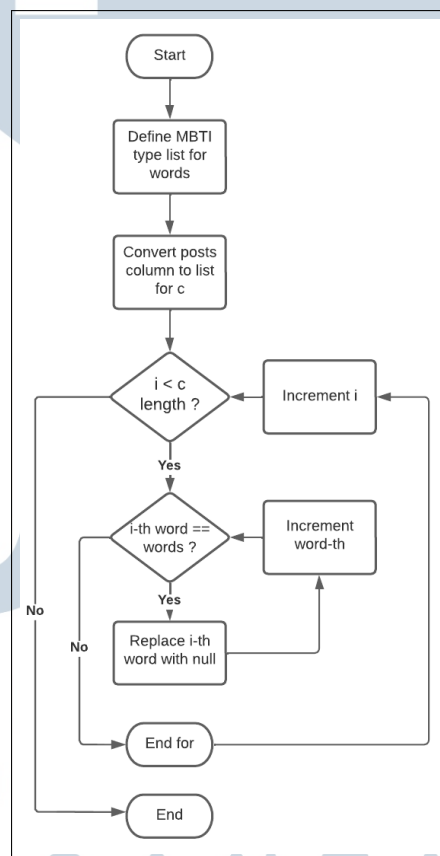 Start
Define MBTI
type list for
words
Convert posts
column to list
for c
i < c
length ?
Increment i
Yes
i-th word ==
words ?
Increment
word-th
Yes
No
Replace i-th
word with null
No
End for
End